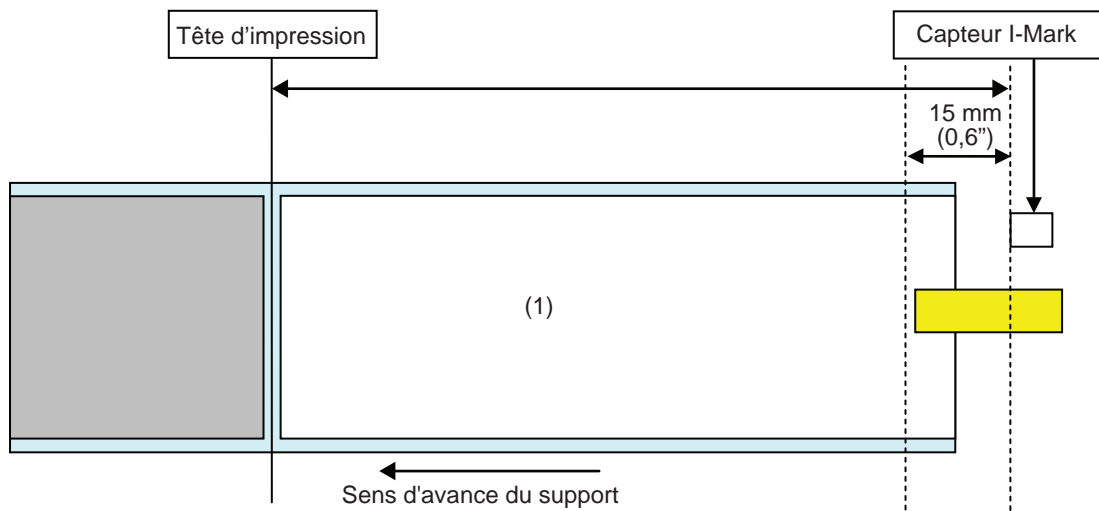 Tête d’impression
Capteur I-Mark
15 mm
(0,6”)
(1)
Sens d'avance du support